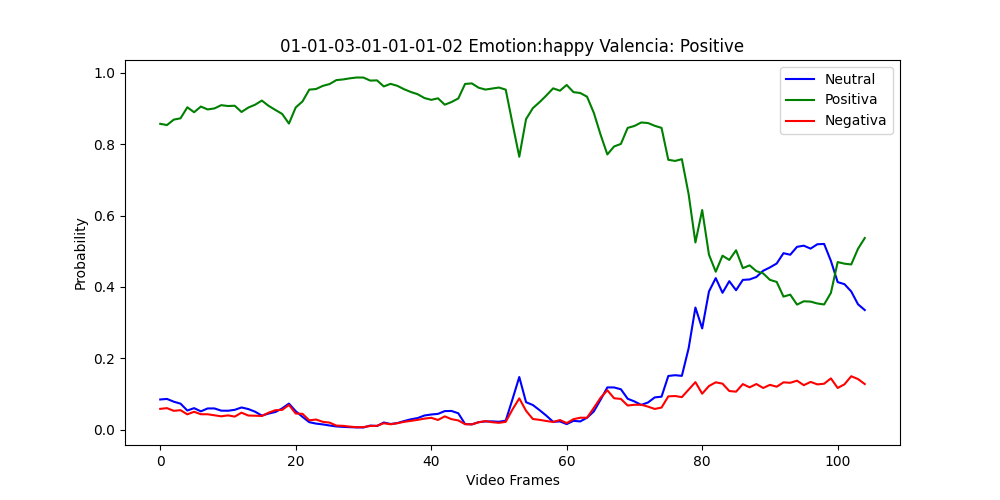 01-01-03-01-01-01-02 Emotion:happy Valencia: Positive
Neutral
Positiva
Negativa
1.0
0.8
0.6
0.4
0.2
0.0
Probability
0 20 40 60 80 100
Video Frames